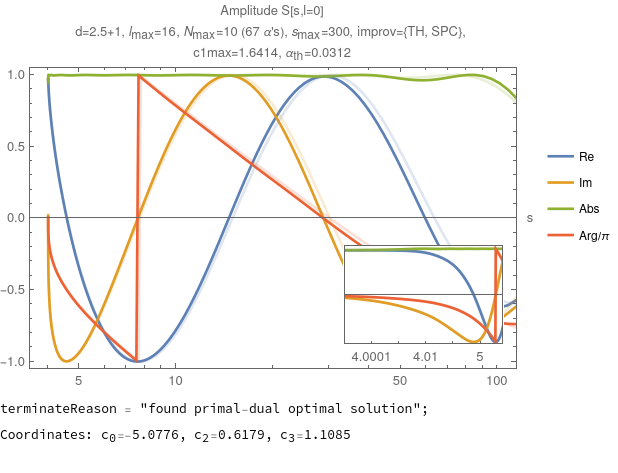 Amplitude S[s,l=0]
d=2.5+1, lmax=16, Nmax=10 (67 α's), smax=300, improv={TH, SPC},
c1max=1.6414, αth=0.0312
1.0
0.5
0.0
−0.5
−1.0
5
10
50
100
s
Re
Im
Abs
Arg/π
4.0001
4.01
5
terminateReason = "found primal-dual optimal solution";
Coordinates: c0=-5.0776, c2=0.6179, c3=1.1085